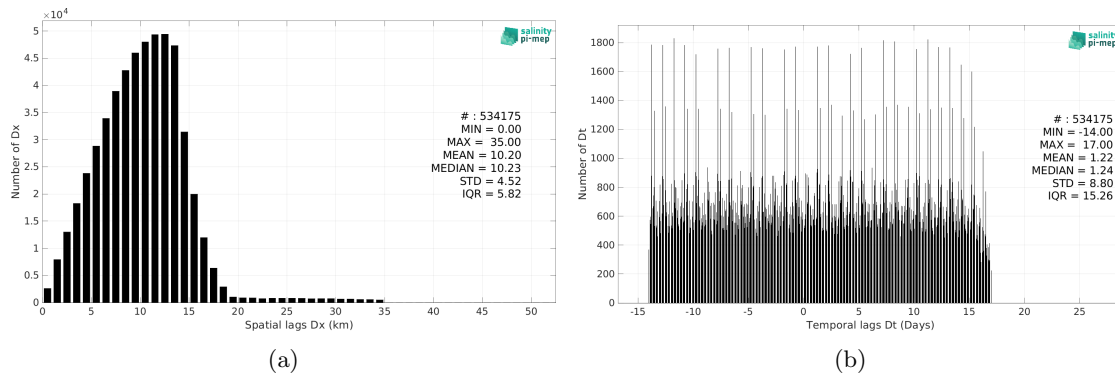 ×10⁴
5
4.5
4
3.5
3
2.5
2
1.5
1
0.5
0
Number of Dx
0 5 10 15 20 25 30 35 40 45 50
Spatial lags Dx (km)
salinity
pi-mep
# : 534175
MIN = 0.00
MAX = 35.00
MEAN = 10.20
MEDIAN = 10.23
STD = 4.52
IQR = 5.82
(a)
1800
1600
1400
1200
1000
800
600
400
200
0
Number of Dt
-15 -10 -5 0 5 10 15 20 25
Temporal lags Dt (Days)
salinity
pi-mep
# : 534175
MIN = -14.00
MAX = 17.00
MEAN = 1.22
MEDIAN = 1.24
STD = 8.80
IQR = 15.26
(b)